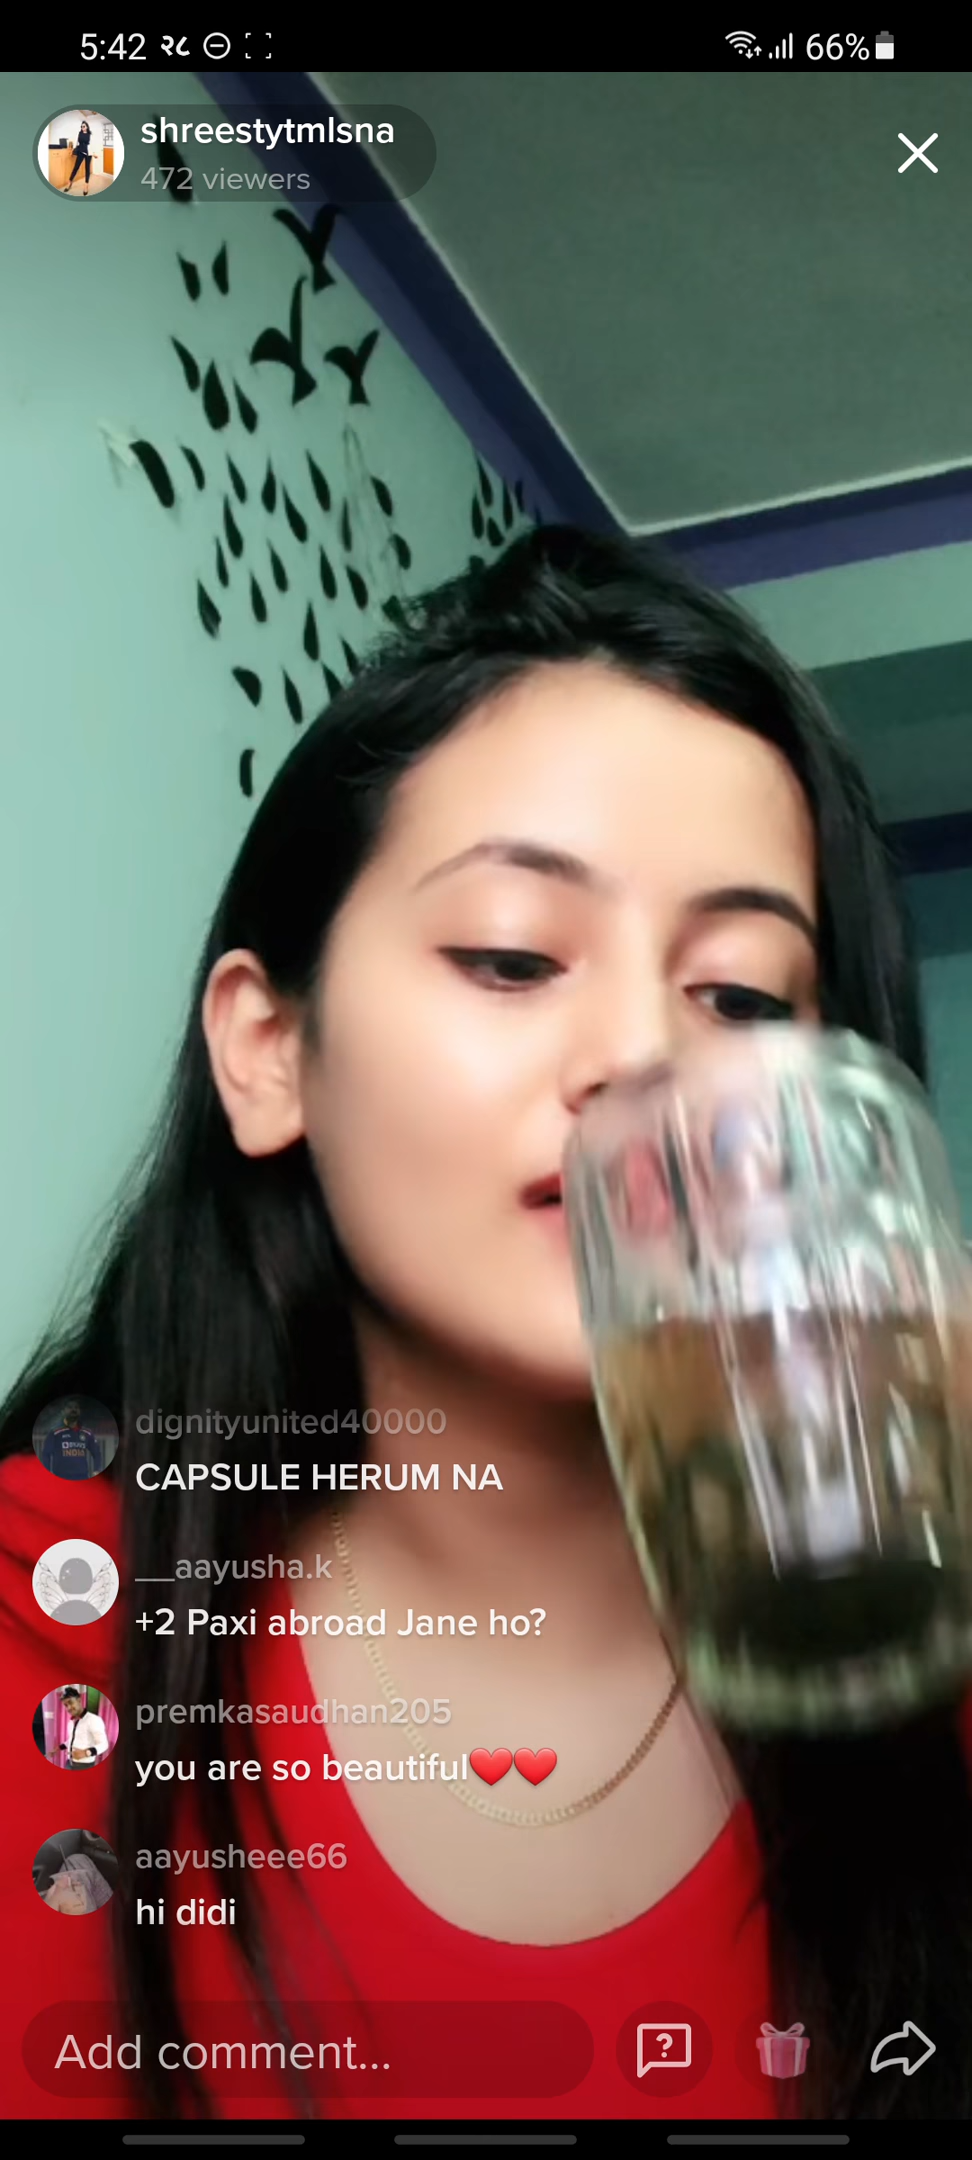 5:42 २८ 66%
shreestytmlsna
472 viewers
dignityunited40000
CAPSULE HERUM NA
__aayusha.k
+2 Paxi abroad Jane ho?
premkasaudhan205
you are so beautiful❤️❤️
aayusheee66
hi didi
Add comment...